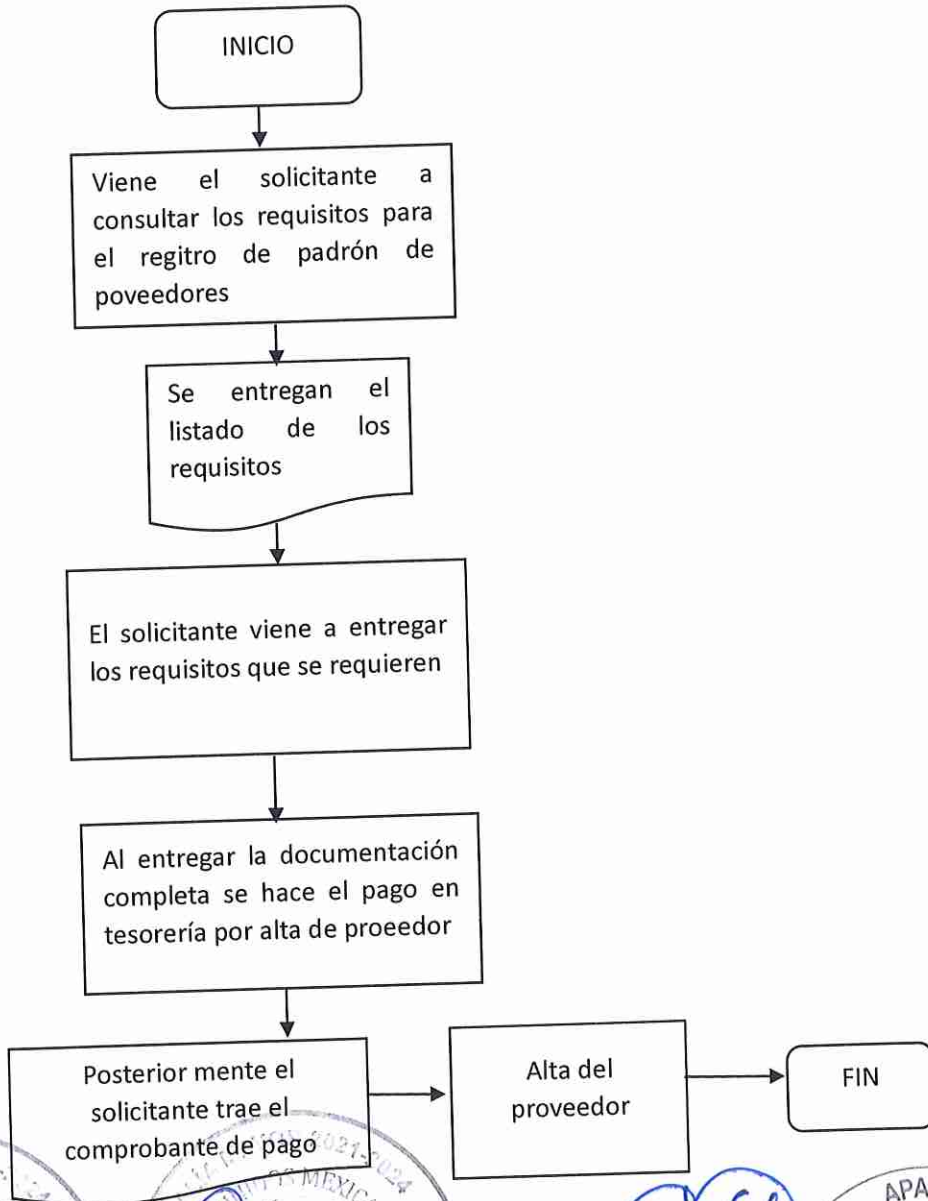 INICIO
Viene el solicitante a
consultar los requisitos para
el regitro de padrón de
poveedores
Se entregan el
listado de los
requisitos
El solicitante viene a entregar
los requisitos que se requieren
Al entregar la documentación
completa se hace el pago en
tesorería por alta de proeedor
Posterior mente el
solicitante trae el
comprobante de pago
Alta del
proveedor
FIN
2021-2024
APA